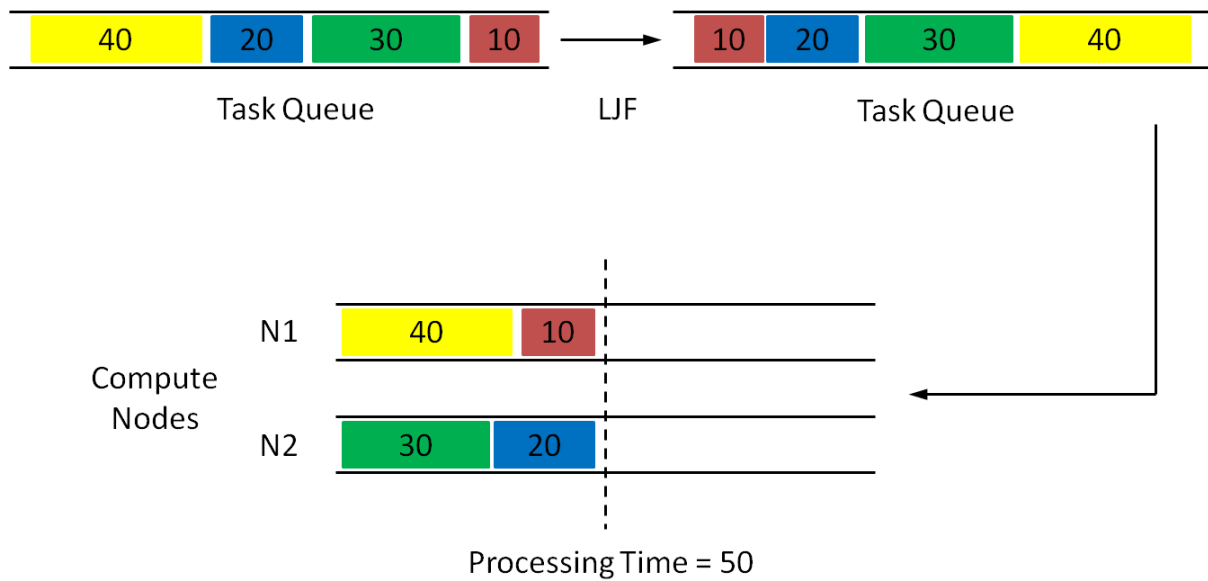 40 20 30 10
10 20 30 40
Task Queue
LJF
Task Queue
N1
40 10
Compute
Nodes
N2
30 20
Processing Time = 50